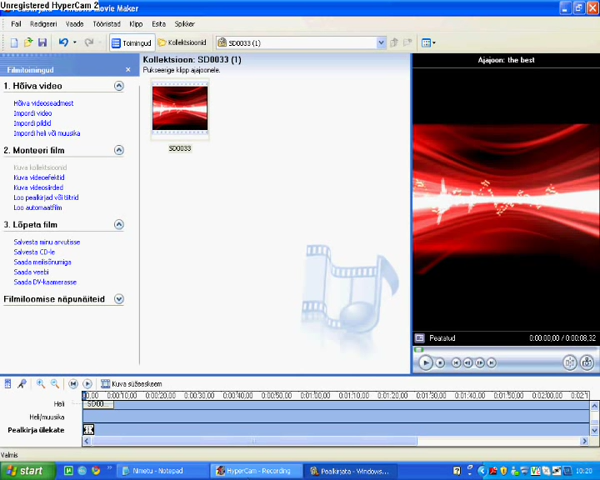 Unregistered HyperCam 2
Movie Maker
Fail Redigeeri Vaade Tööriistad Klipp Esita Spikker
Toimingud Kollektsioonid SD0033 (1)
Filmitoimingud
1. Hõiva video
Hõiva videoseadmest
Impordi video
Impordi pildid
Impordi heli või muusika
2. Monteeri film
Kuva kollektsioonid
Kuva videoefektid
Kuva videosiirded
Loo pealkirjad või tiitrid
Loo automaatfilm
3. Lõpeta film
Salvesta minu arvutisse
Salvesta CD-le
Saada meilisõnumiga
Saada veebi
Saada DV-kaamerasse
Filmiloomise näpunäiteid
Kollektsioon: SD0033 (1)
Pukseerige klipp ajajoonele.
SD0033
Ajajoon: the best
Peatatud 0:00:00,00 / 0:00:08,32
Kuva süžeeskeem
0:00:10,00 0:00:20,00 0:00:30,00 0:00:40,00 0:00:50,00 0:01:00,00 0:01:10,00 0:01:20,00 0:01:30,00 0:01:40,00 0:01:50,00 0:02:00,00
Heli SD00...
Heli/muusika
Pealkirja ülekate
Valmis
start Nimetu - Notepad HyperCam - Recording Pealkirjata - Windows... 10:20